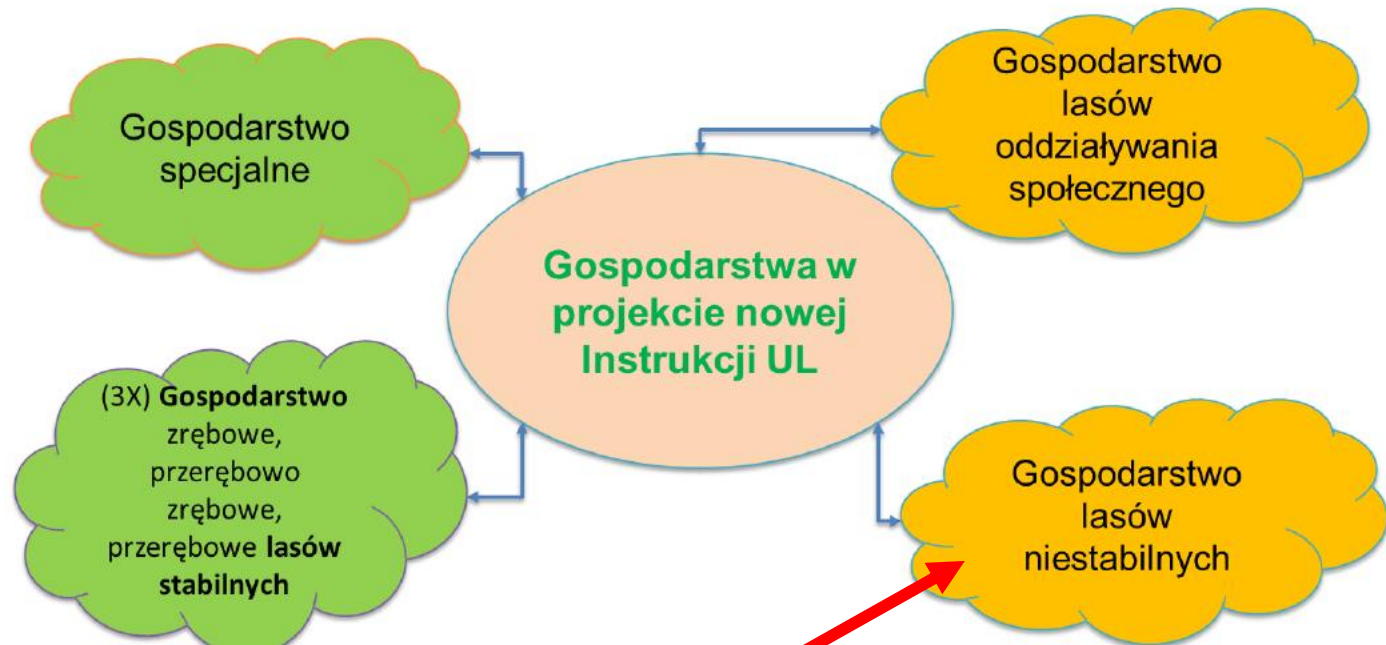 Gospodarstwo
specjalne
Gospodarstwo
lasów
oddziaływania
społecznego
Gospodarstwa w
projekcie nowej
Instrukcji UL
(3X) Gospodarstwo
zrębowe,
przerębowo
zrębowe,
przerębowe lasów
stabilnych
Gospodarstwo
lasów
niestabilnych